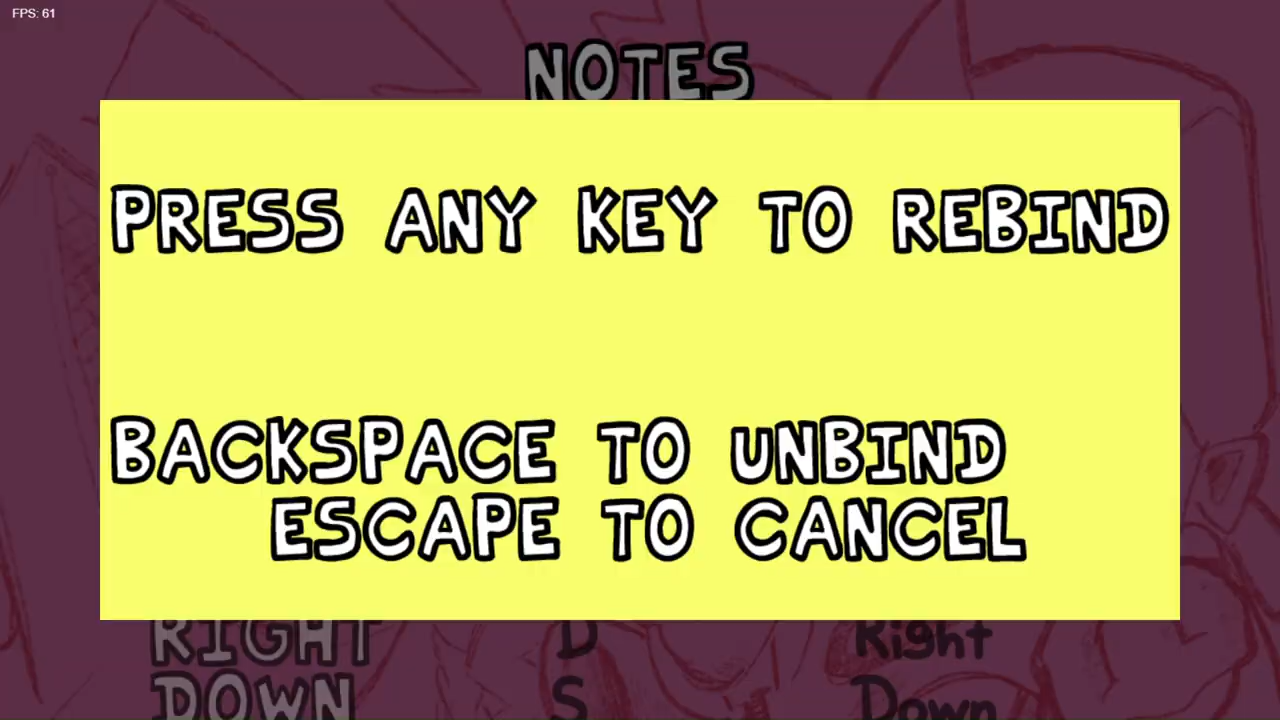 FPS: 61
NOTES
PRESS ANY KEY TO REBIND
BACKSPACE TO UNBIND
ESCAPE TO CANCEL
RIGHT D Right
DOWN S Down